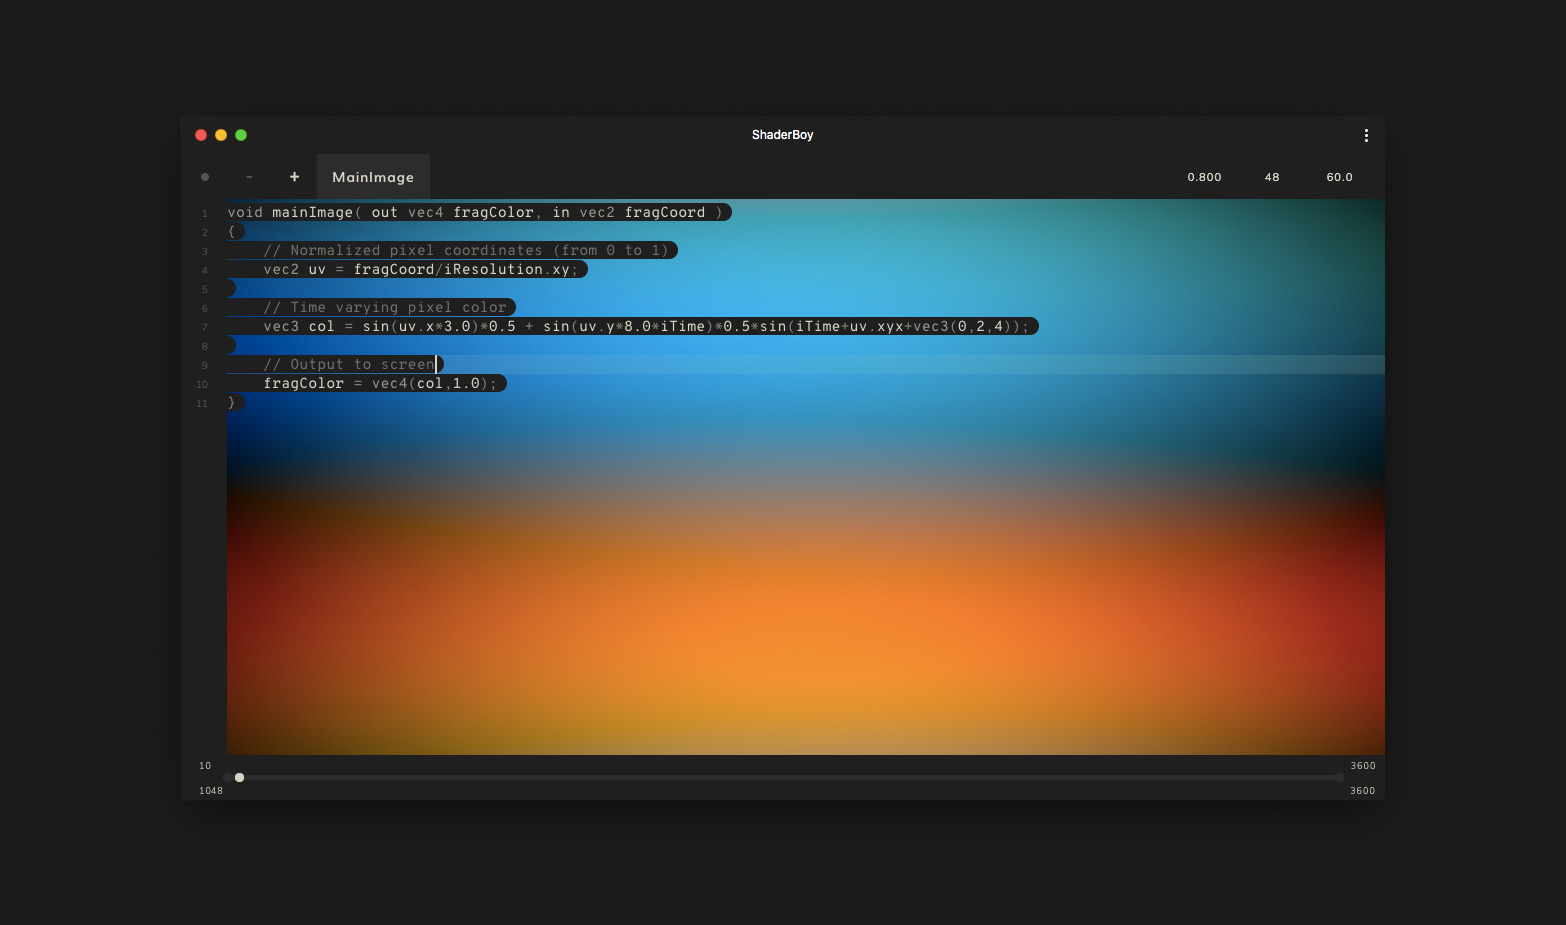 ShaderBoy
- + MainImage 0.800 48 60.0
1 void mainImage( out vec4 fragColor, in vec2 fragCoord )
2 {
3 // Normalized pixel coordinates (from 0 to 1)
4 vec2 uv = fragCoord/iResolution.xy;
5
6 // Time varying pixel color
7 vec3 col = sin(uv.x*3.0)*0.5 + sin(uv.y*8.0*iTime)*0.5*sin(iTime+uv.xyx+vec3(0,2,4));
8
9 // Output to screen
10 fragColor = vec4(col,1.0);
11 }
10 3600
1048 3600